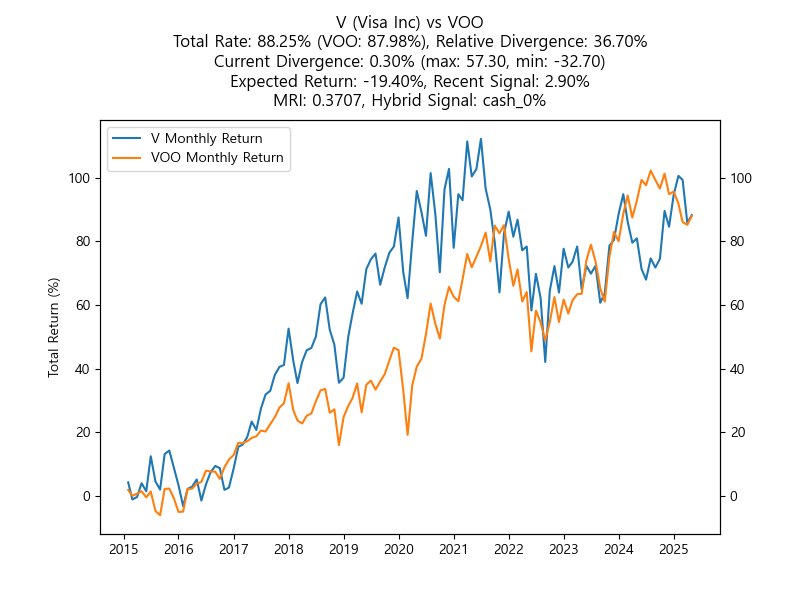 V (Visa Inc) vs VOO
Total Rate: 88.25% (VOO: 87.98%), Relative Divergence: 36.70%
Current Divergence: 0.30% (max: 57.30, min: -32.70)
Expected Return: -19.40%, Recent Signal: 2.90%
MRI: 0.3707, Hybrid Signal: cash_0%
V Monthly Return
VOO Monthly Return
Total Return (%)
100
80
60
40
20
0
100
80
60
40
20
0
2015 2016 2017 2018 2019 2020 2021 2022 2023 2024 2025